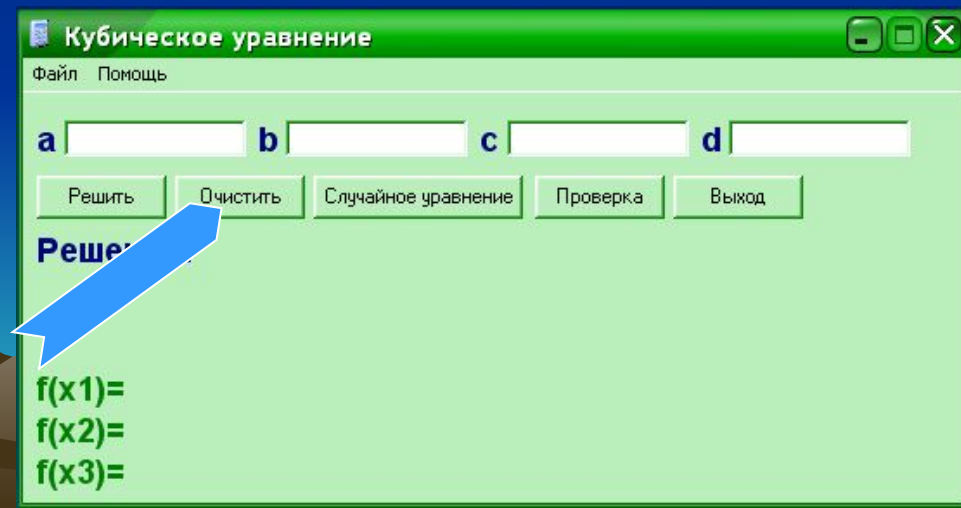 Кубическое уравнение
Файл Помощь
a b c d
Решить Очистить Случайное уравнение Проверка Выход
f(x1)=
f(x2)=
f(x3)=